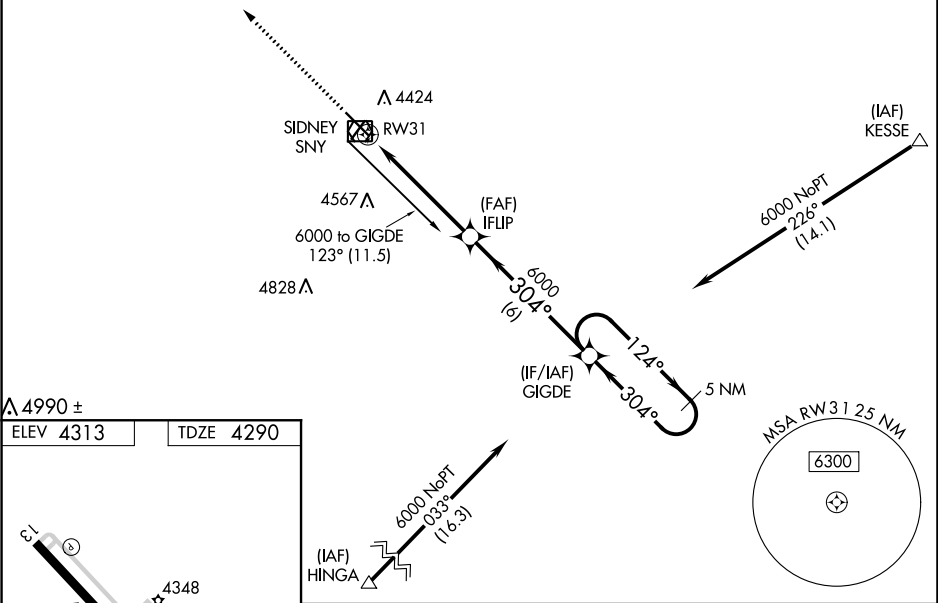 4424
SIDNEY
SNY
RW31
(IAF)
KESSE
4567
(FAF)
IFLIP
6000 NoPT
226°
(14.1)
6000 to GIGDE
123° (11.5)
4828
6000
304°
(6)
124°
(IF/IAF)
GIGDE
304°
5 NM
4990 ±
ELEV 4313
TDZE 4290
MSA RW31 25 NM
6300
6000 NoPT
033°
(16.3)
(IAF)
HINGA
13
P
4348